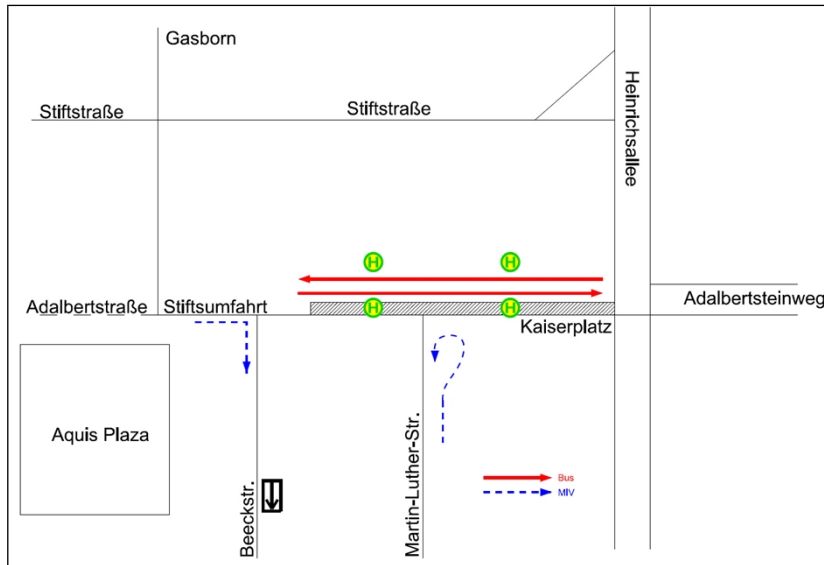 Gasborn
Stiftstraße
Stiftstraße
Heinrichsallee
H
H
Adalbertstraße
Stiftsumfahrt
H
H
Adalbertsteinweg
Kaiserplatz
Aquis Plaza
Beeckstr.
Martin-Luther-Str.
Bus
MIV